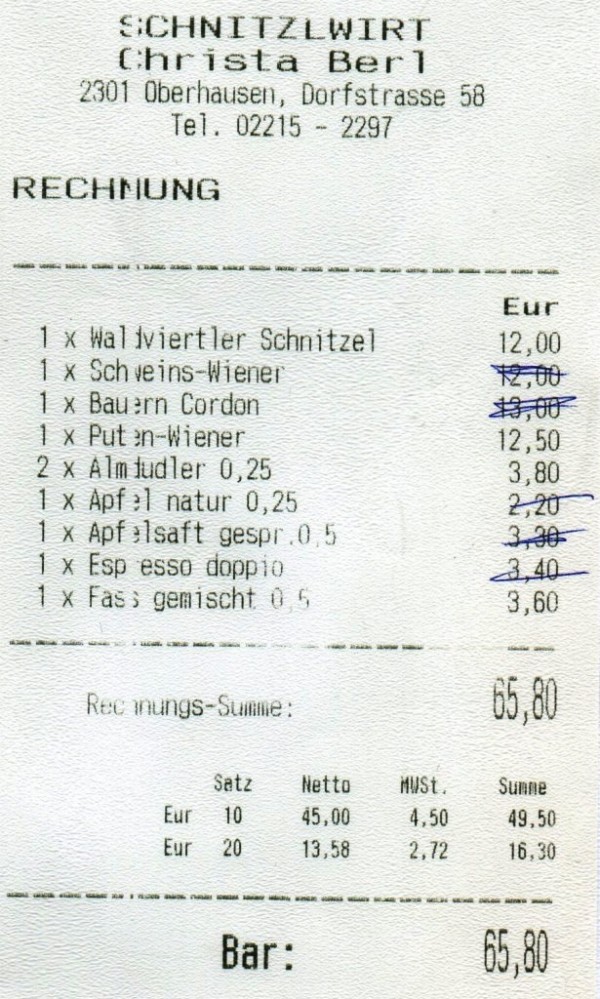 SCHNITZLWIRT
Christa Berl
2301 Oberhausen, Dorfstrasse 58
Tel. 02215 - 2297
RECHNUNG
Eur
1 x Waldviertler Schnitzel 12,00
1 x Schweins-Wiener 12,00
1 x Bauern Cordon 13,00
1 x Puten-Wiener 12,50
2 x Almdudler 0,25 3,80
1 x Apfel natur 0,25 2,20
1 x Apfelsaft gespr.0,5 3,30
1 x Espresso doppio 3,40
1 x Fass gemischt 0,5 3,60
Rechnungs-Summe: 65,80
Satz Netto MWSt. Summe
Eur 10 45,00 4,50 49,50
Eur 20 13,58 2,72 16,30
Bar: 65,80